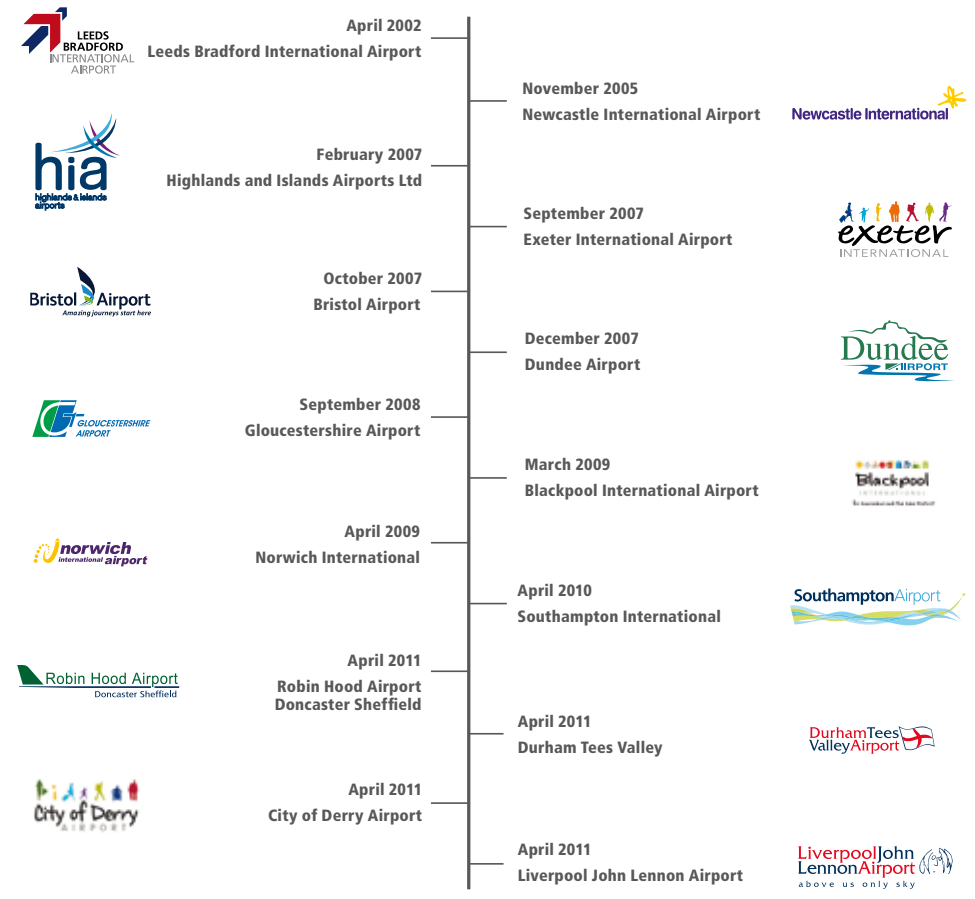 LEEDS
BRADFORD
INTERNATIONAL
AIRPORT
April 2002
Leeds Bradford International Airport
November 2005
Newcastle International Airport
Newcastle International
hia
highlands & islands
airports
February 2007
Highlands and Islands Airports Ltd
September 2007
Exeter International Airport
exeter
INTERNATIONAL
Bristol Airport
Amazing journeys start here
October 2007
Bristol Airport
December 2007
Dundee Airport
Dundee
AIRPORT
GLOUCESTERSHIRE
AIRPORT
September 2008
Gloucestershire Airport
March 2009
Blackpool International Airport
Blackpool
INTERNATIONAL
norwich
international airport
April 2009
Norwich International
April 2010
Southampton International
Southampton Airport
Robin Hood Airport
Doncaster Sheffield
April 2011
Robin Hood Airport
Doncaster Sheffield
April 2011
Durham Tees Valley
DurhamTees
ValleyAirport
City of Derry
AIRPORT
April 2011
City of Derry Airport
April 2011
Liverpool John Lennon Airport
LiverpoolJohn
LennonAirport
above us only sky